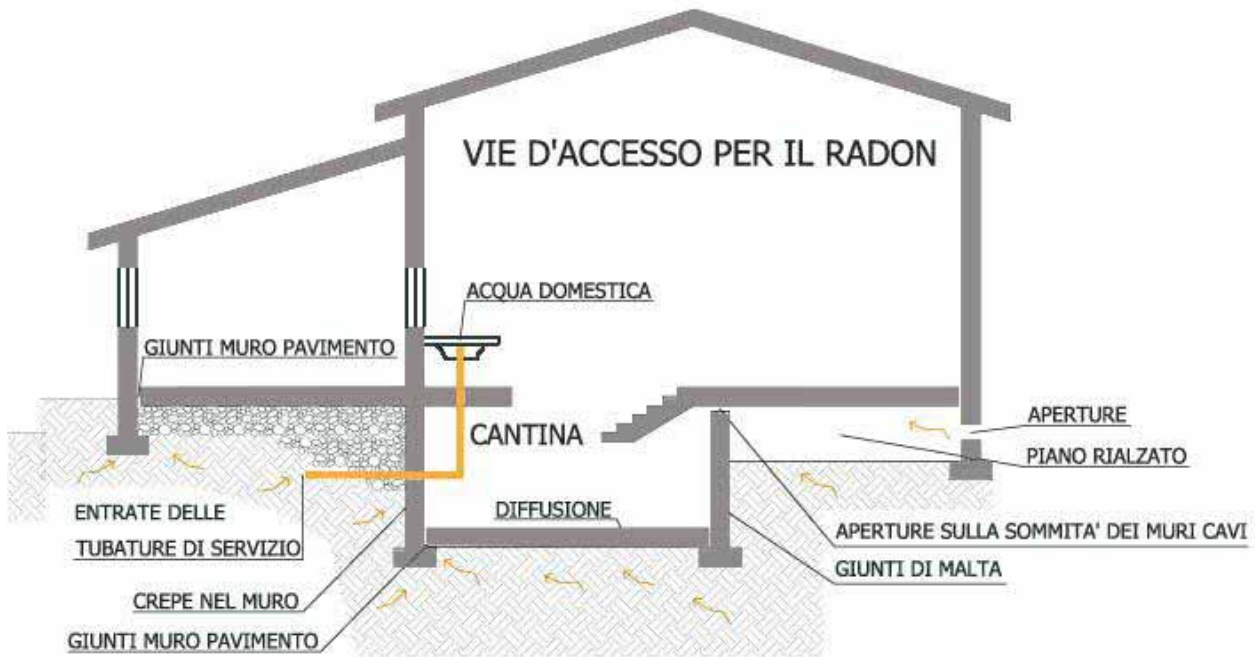 VIE D'ACCESSO PER IL RADON
ACQUA DOMESTICA
GIUNTI MURO PAVIMENTO
CANTINA
APERTURE
PIANO RIALZATO
ENTRATE DELLE
TUBATURE DI SERVIZIO
DIFFUSIONE
APERTURE SULLA SOMMITA' DEI MURI CAVI
GIUNTI DI MALTA
CREPE NEL MURO
GIUNTI MURO PAVIMENTO